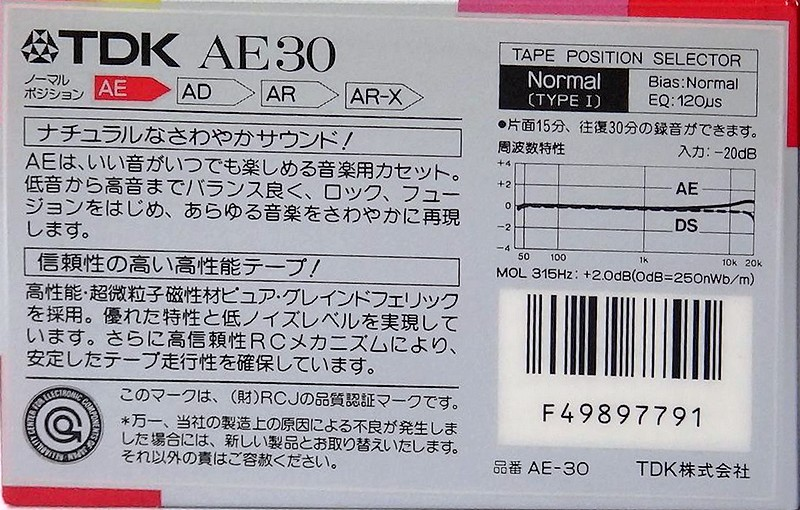 TDK AE30
ノーマル
ポジション
AE AD AR AR-X
ナチュラルなさわやかサウンド!
AEは、いい音がいつでも楽しめる音楽用カセット。
低音から高音までバランス良く、ロック、フュー
ジョンをはじめ、あらゆる音楽をさわやかに再現
します。
信頼性の高い高性能テープ!
高性能・超微粒子磁性材ピュア・グレインドフェリック
を採用。優れた特性と低ノイズレベルを実現して
います。さらに高信頼性RCメカニズムにより、
安定したテープ走行性を確保しています。
このマークは、(財)RCJの品質認証マークです。
*万一、当社の製造上の原因による不良が発生しま
した場合には、新しい製品とお取り替えいたします。
それ以外の責はご容赦ください。
RELIABILITY CENTER FOR ELECTRONIC COMPONENTS OF JAPAN
TAPE POSITION SELECTOR
Normal
(TYPE I)
Bias:Normal
EQ:120μs
●片面15分、往復30分の録音ができます。
周波数特性 入力:-20dB
+4
+2
0
-2
-4
AE
DS
50 100 1k 10k 20k
MOL 315Hz: +2.0dB(0dB=250nWb/m)
F49897791
品番 AE-30 TDK株式会社